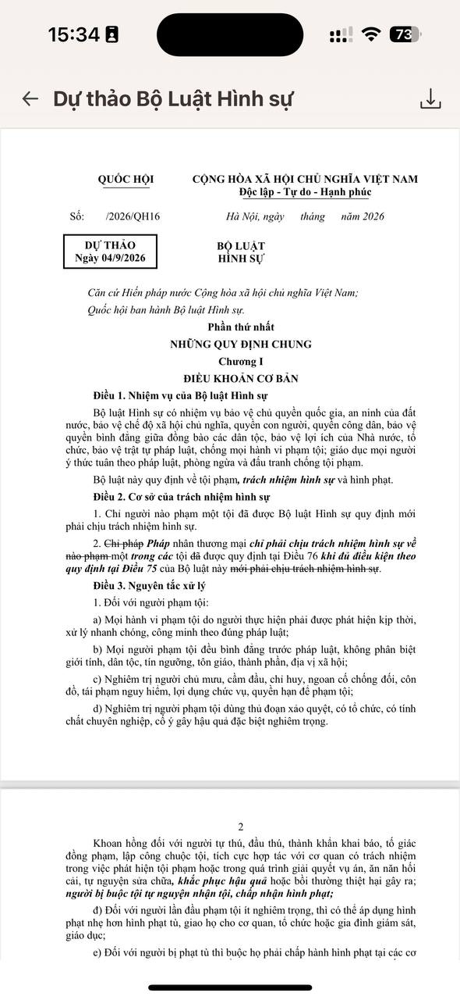 15:34
73
Dự thảo Bộ Luật Hình sự
QUỐC HỘI
CỘNG HÒA XÃ HỘI CHỦ NGHĨA VIỆT NAM
Độc lập - Tự do - Hạnh phúc
Số: /2026/QH16
Hà Nội, ngày tháng năm 2026
DỰ THẢO
Ngày 04/9/2026
BỘ LUẬT
HÌNH SỰ
Căn cứ Hiến pháp nước Cộng hòa xã hội chủ nghĩa Việt Nam;
Quốc hội ban hành Bộ luật Hình sự.
Phần thứ nhất
NHỮNG QUY ĐỊNH CHUNG
Chương I
ĐIỀU KHOẢN CƠ BẢN
Điều 1. Nhiệm vụ của Bộ luật Hình sự
Bộ luật Hình sự có nhiệm vụ bảo vệ chủ quyền quốc gia, an ninh của đất
nước, bảo vệ chế độ xã hội chủ nghĩa, quyền con người, quyền công dân, bảo vệ
quyền bình đẳng giữa đồng bào các dân tộc, bảo vệ lợi ích của Nhà nước, tổ
chức, bảo vệ trật tự pháp luật, chống mọi hành vi phạm tội; giáo dục mọi người
ý thức tuân theo pháp luật, phòng ngừa và đấu tranh chống tội phạm.
Bộ luật này quy định về tội phạm, trách nhiệm hình sự và hình phạt.
Điều 2. Cơ sở của trách nhiệm hình sự
1. Chỉ người nào phạm một tội đã được Bộ luật Hình sự quy định mới
phải chịu trách nhiệm hình sự.
2. Chỉ pháp Pháp nhân thương mại chỉ phải chịu trách nhiệm hình sự về
nào phạm một trong các tội đã được quy định tại Điều 76 khi đủ điều kiện theo
quy định tại Điều 75 của Bộ luật này mới phải chịu trách nhiệm hình sự.
Điều 3. Nguyên tắc xử lý
1. Đối với người phạm tội:
a) Mọi hành vi phạm tội do người thực hiện phải được phát hiện kịp thời,
xử lý nhanh chóng, công minh theo đúng pháp luật;
b) Mọi người phạm tội đều bình đẳng trước pháp luật, không phân biệt
giới tính, dân tộc, tín ngưỡng, tôn giáo, thành phần, địa vị xã hội;
c) Nghiêm trị người chủ mưu, cầm đầu, chỉ huy, ngoan cố chống đối, côn
đồ, tái phạm nguy hiểm, lợi dụng chức vụ, quyền hạn để phạm tội;
d) Nghiêm trị người phạm tội dùng thủ đoạn xảo quyệt, có tổ chức, có tính
chất chuyên nghiệp, cố ý gây hậu quả đặc biệt nghiêm trọng.
2
Khoan hồng đối với người tự thú, đầu thú, thành khẩn khai báo, tố giác
đồng phạm, lập công chuộc tội, tích cực hợp tác với cơ quan có trách nhiệm
trong việc phát hiện tội phạm hoặc trong quá trình giải quyết vụ án, ăn năn hối
cải, tự nguyện sửa chữa, khắc phục hậu quả hoặc bồi thường thiệt hại gây ra;
người bị buộc tội tự nguyện nhận tội, chấp nhận hình phạt;
đ) Đối với người lần đầu phạm tội ít nghiêm trọng, thì có thể áp dụng hình
phạt nhẹ hơn hình phạt tù, giao họ cho cơ quan, tổ chức hoặc gia đình giám sát,
giáo dục;
e) Đối với người bị phạt tù thì buộc họ phải chấp hành hình phạt tại các cơ